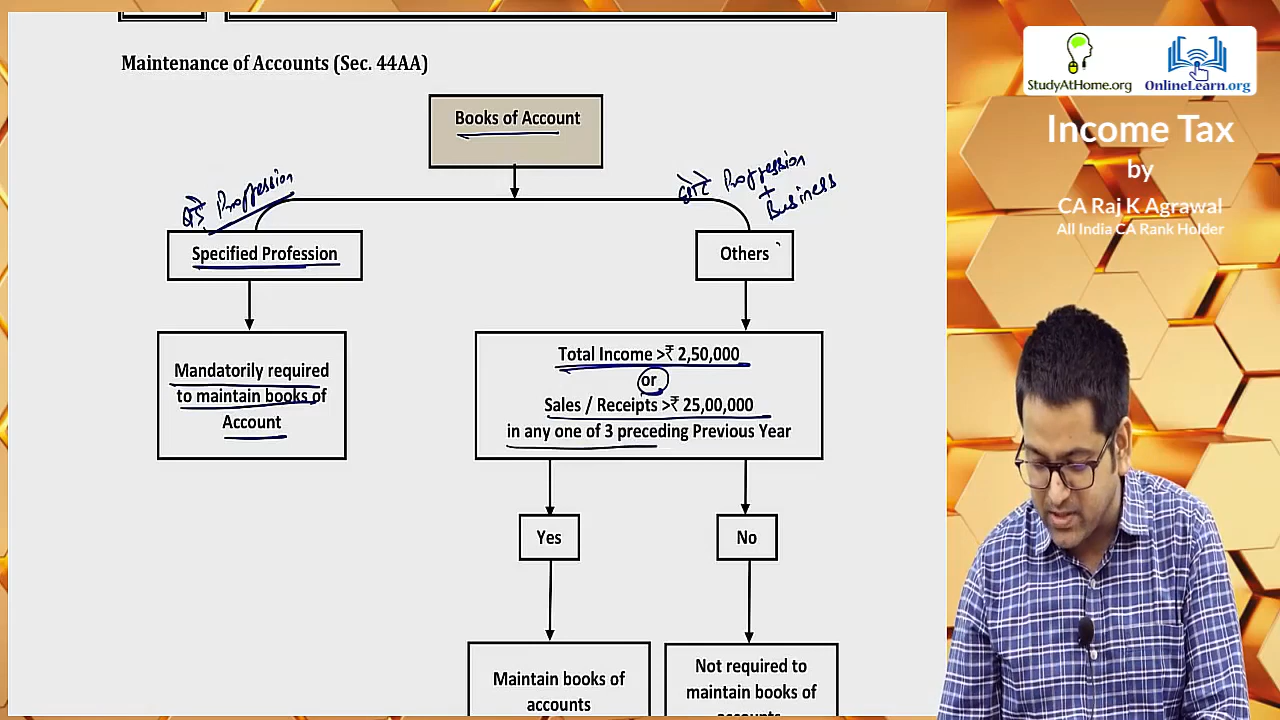 Maintenance of Accounts (Sec. 44AA)
Books of Account
Profession
Profession
+
Business
Specified Profession
Others
Mandatorily required
to maintain books of
Account
Total Income >₹ 2,50,000
or
Sales / Receipts >₹ 25,00,000
in any one of 3 preceding Previous Year
Yes
No
Maintain books of
accounts
Not required to
maintain books of
accounts
StudyAtHome.org
OnlineLearn.org
Income Tax
by
CA Raj K Agrawal
All India CA Rank Holder